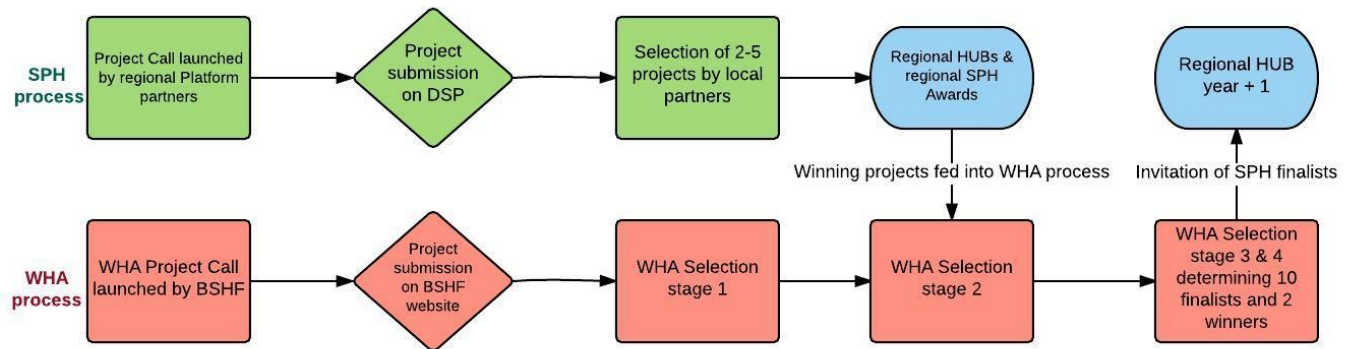 SPH
process
Project Call launched
by regional Platform
partners
Project
submission
on DSP
Selection of 2-5
projects by local
partners
Regional HUBs &
regional SPH
Awards
Regional HUB
year + 1
Winning projects fed into WHA process
Invitation of SPH finalists
WHA
process
WHA Project Call
launched by BSHF
Project
submission
on BSHF
website
WHA Selection
stage 1
WHA Selection
stage 2
WHA Selection
stage 3 & 4
determining 10
finalists and 2
winners